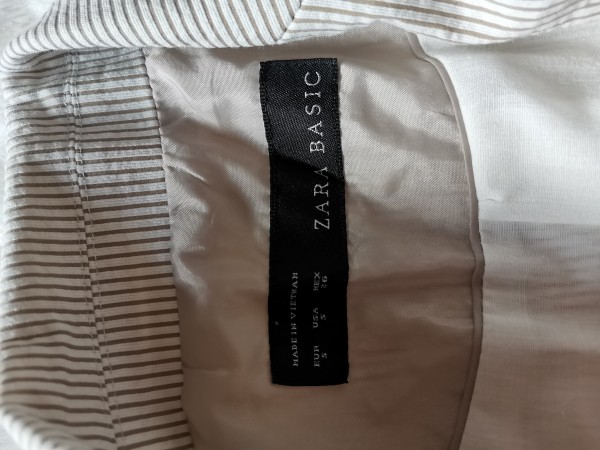 ZARA BASIC
EUR USA MEX
S S 26
MADE IN VIETNAM